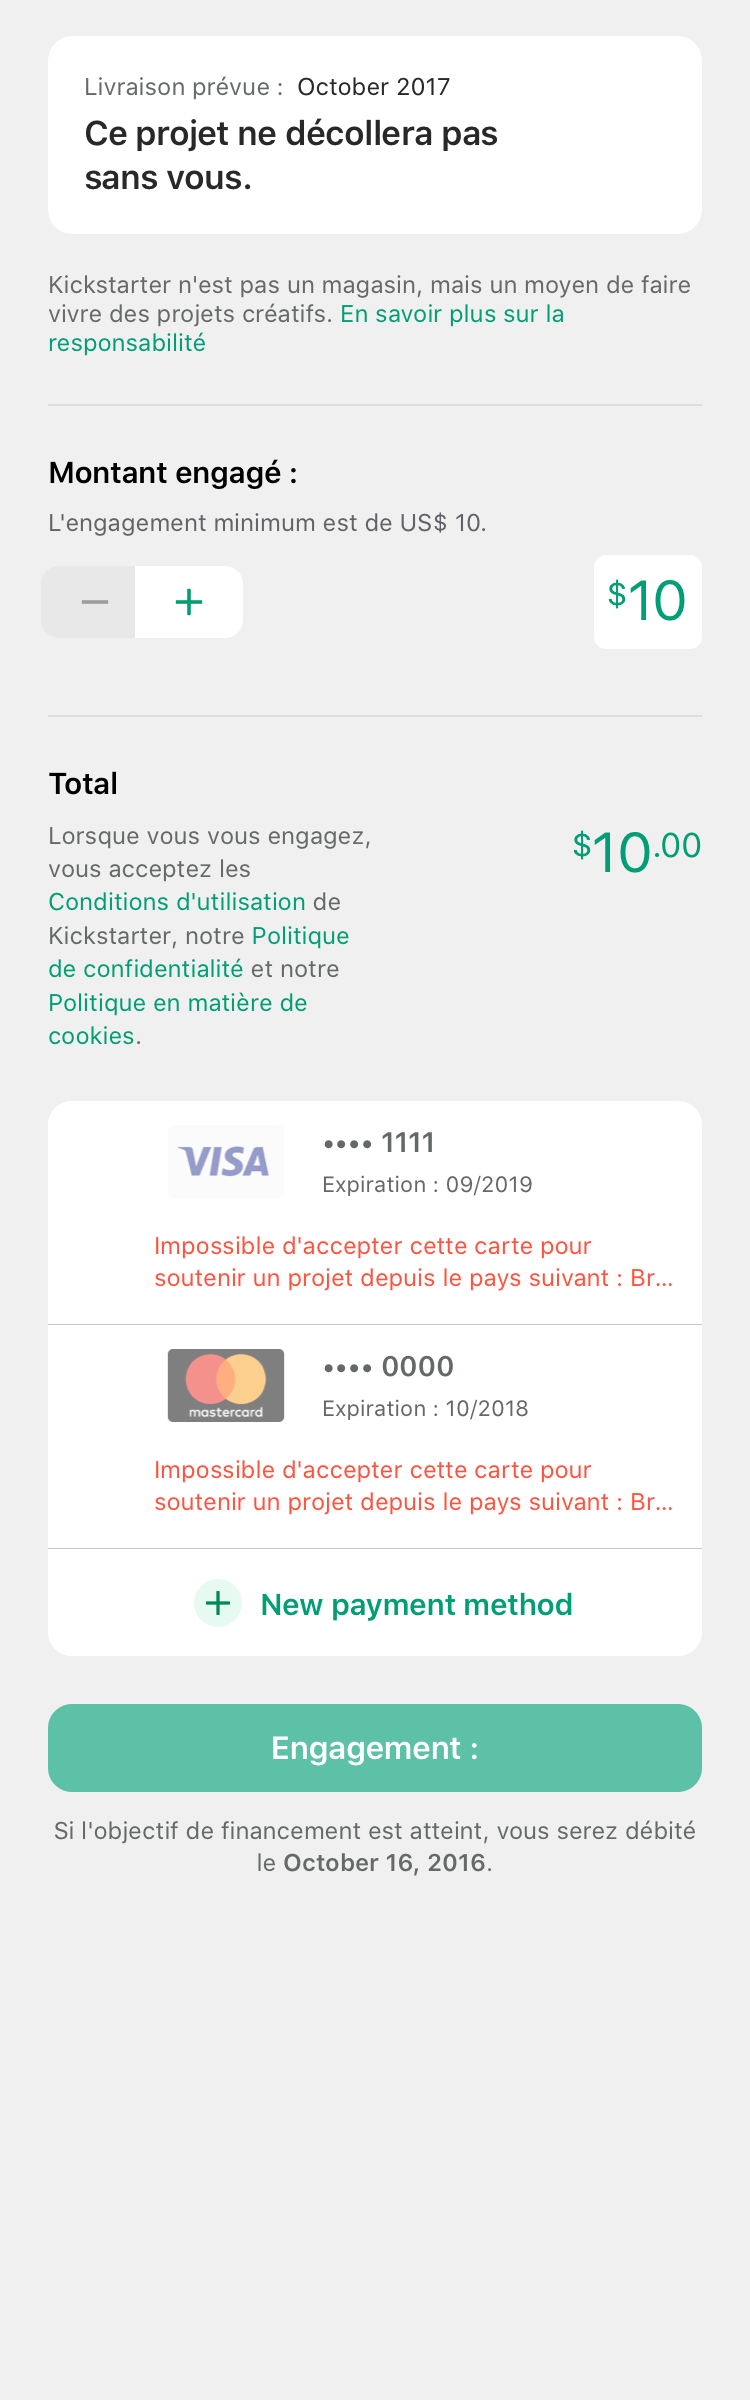 Livraison prévue : October 2017
Ce projet ne décollera pas
sans vous.
Kickstarter n'est pas un magasin, mais un moyen de faire
vivre des projets créatifs. En savoir plus sur la
responsabilité
Montant engagé :
L'engagement minimum est de US$ 10.
− +
$10
Total
Lorsque vous vous engagez,
vous acceptez les
Conditions d'utilisation de
Kickstarter, notre Politique
de confidentialité et notre
Politique en matière de
cookies.
$10.00
VISA
•••• 1111
Expiration : 09/2019
Impossible d'accepter cette carte pour
soutenir un projet depuis le pays suivant : Br...
mastercard
•••• 0000
Expiration : 10/2018
Impossible d'accepter cette carte pour
soutenir un projet depuis le pays suivant : Br...
+ New payment method
Engagement :
Si l'objectif de financement est atteint, vous serez débité
le October 16, 2016.